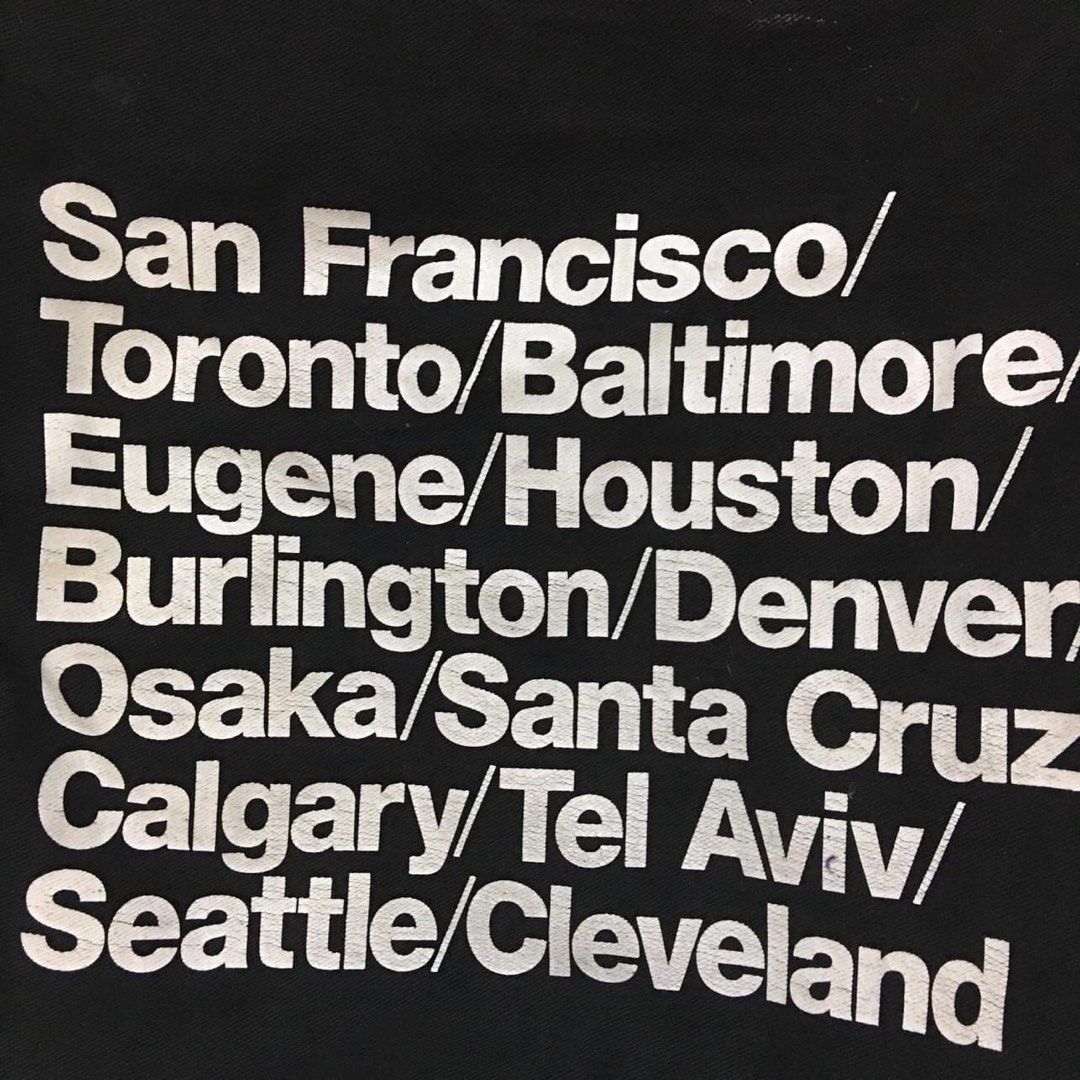 San Francisco/
Toronto/Baltimore/
Eugene/Houston/
Burlington/Denver/
Osaka/Santa Cruz
Calgary/Tel Aviv/
Seattle/Cleveland